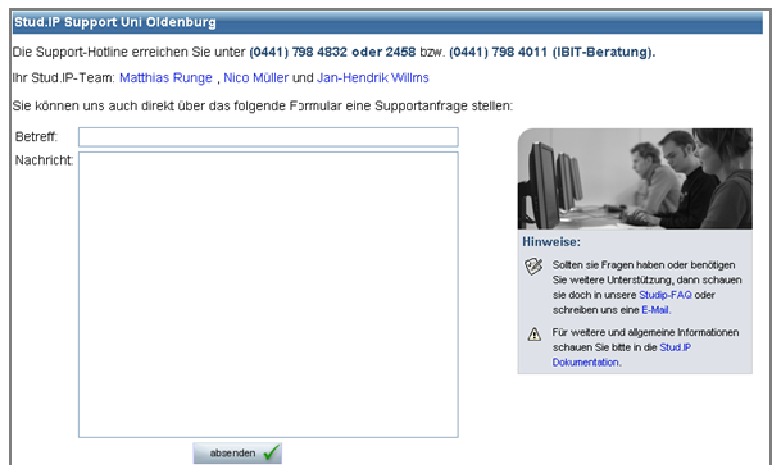 Stud.IP Support Uni Oldenburg
Die Support-Hotline erreichen Sie unter (0441) 798 4832 oder 2458 bzw. (0441) 798 4011 (IBIT-Beratung).
Ihr Stud.IP-Team: Matthias Runge , Nico Müller und Jan-Hendrik Willms
Sie können uns auch direkt über das folgende Formular eine Supportanfrage stellen:
Betreff:
Nachricht:
Hinweise:
Sollten sie Fragen haben oder benötigen
Sie weitere Unterstützung, dann schauen
sie doch in unsere Studip-FAQ oder
schreiben uns eine E-Mail.
Für weitere und allgemeine Informationen
schauen Sie bitte in die Stud.IP
Dokumentation.
absenden